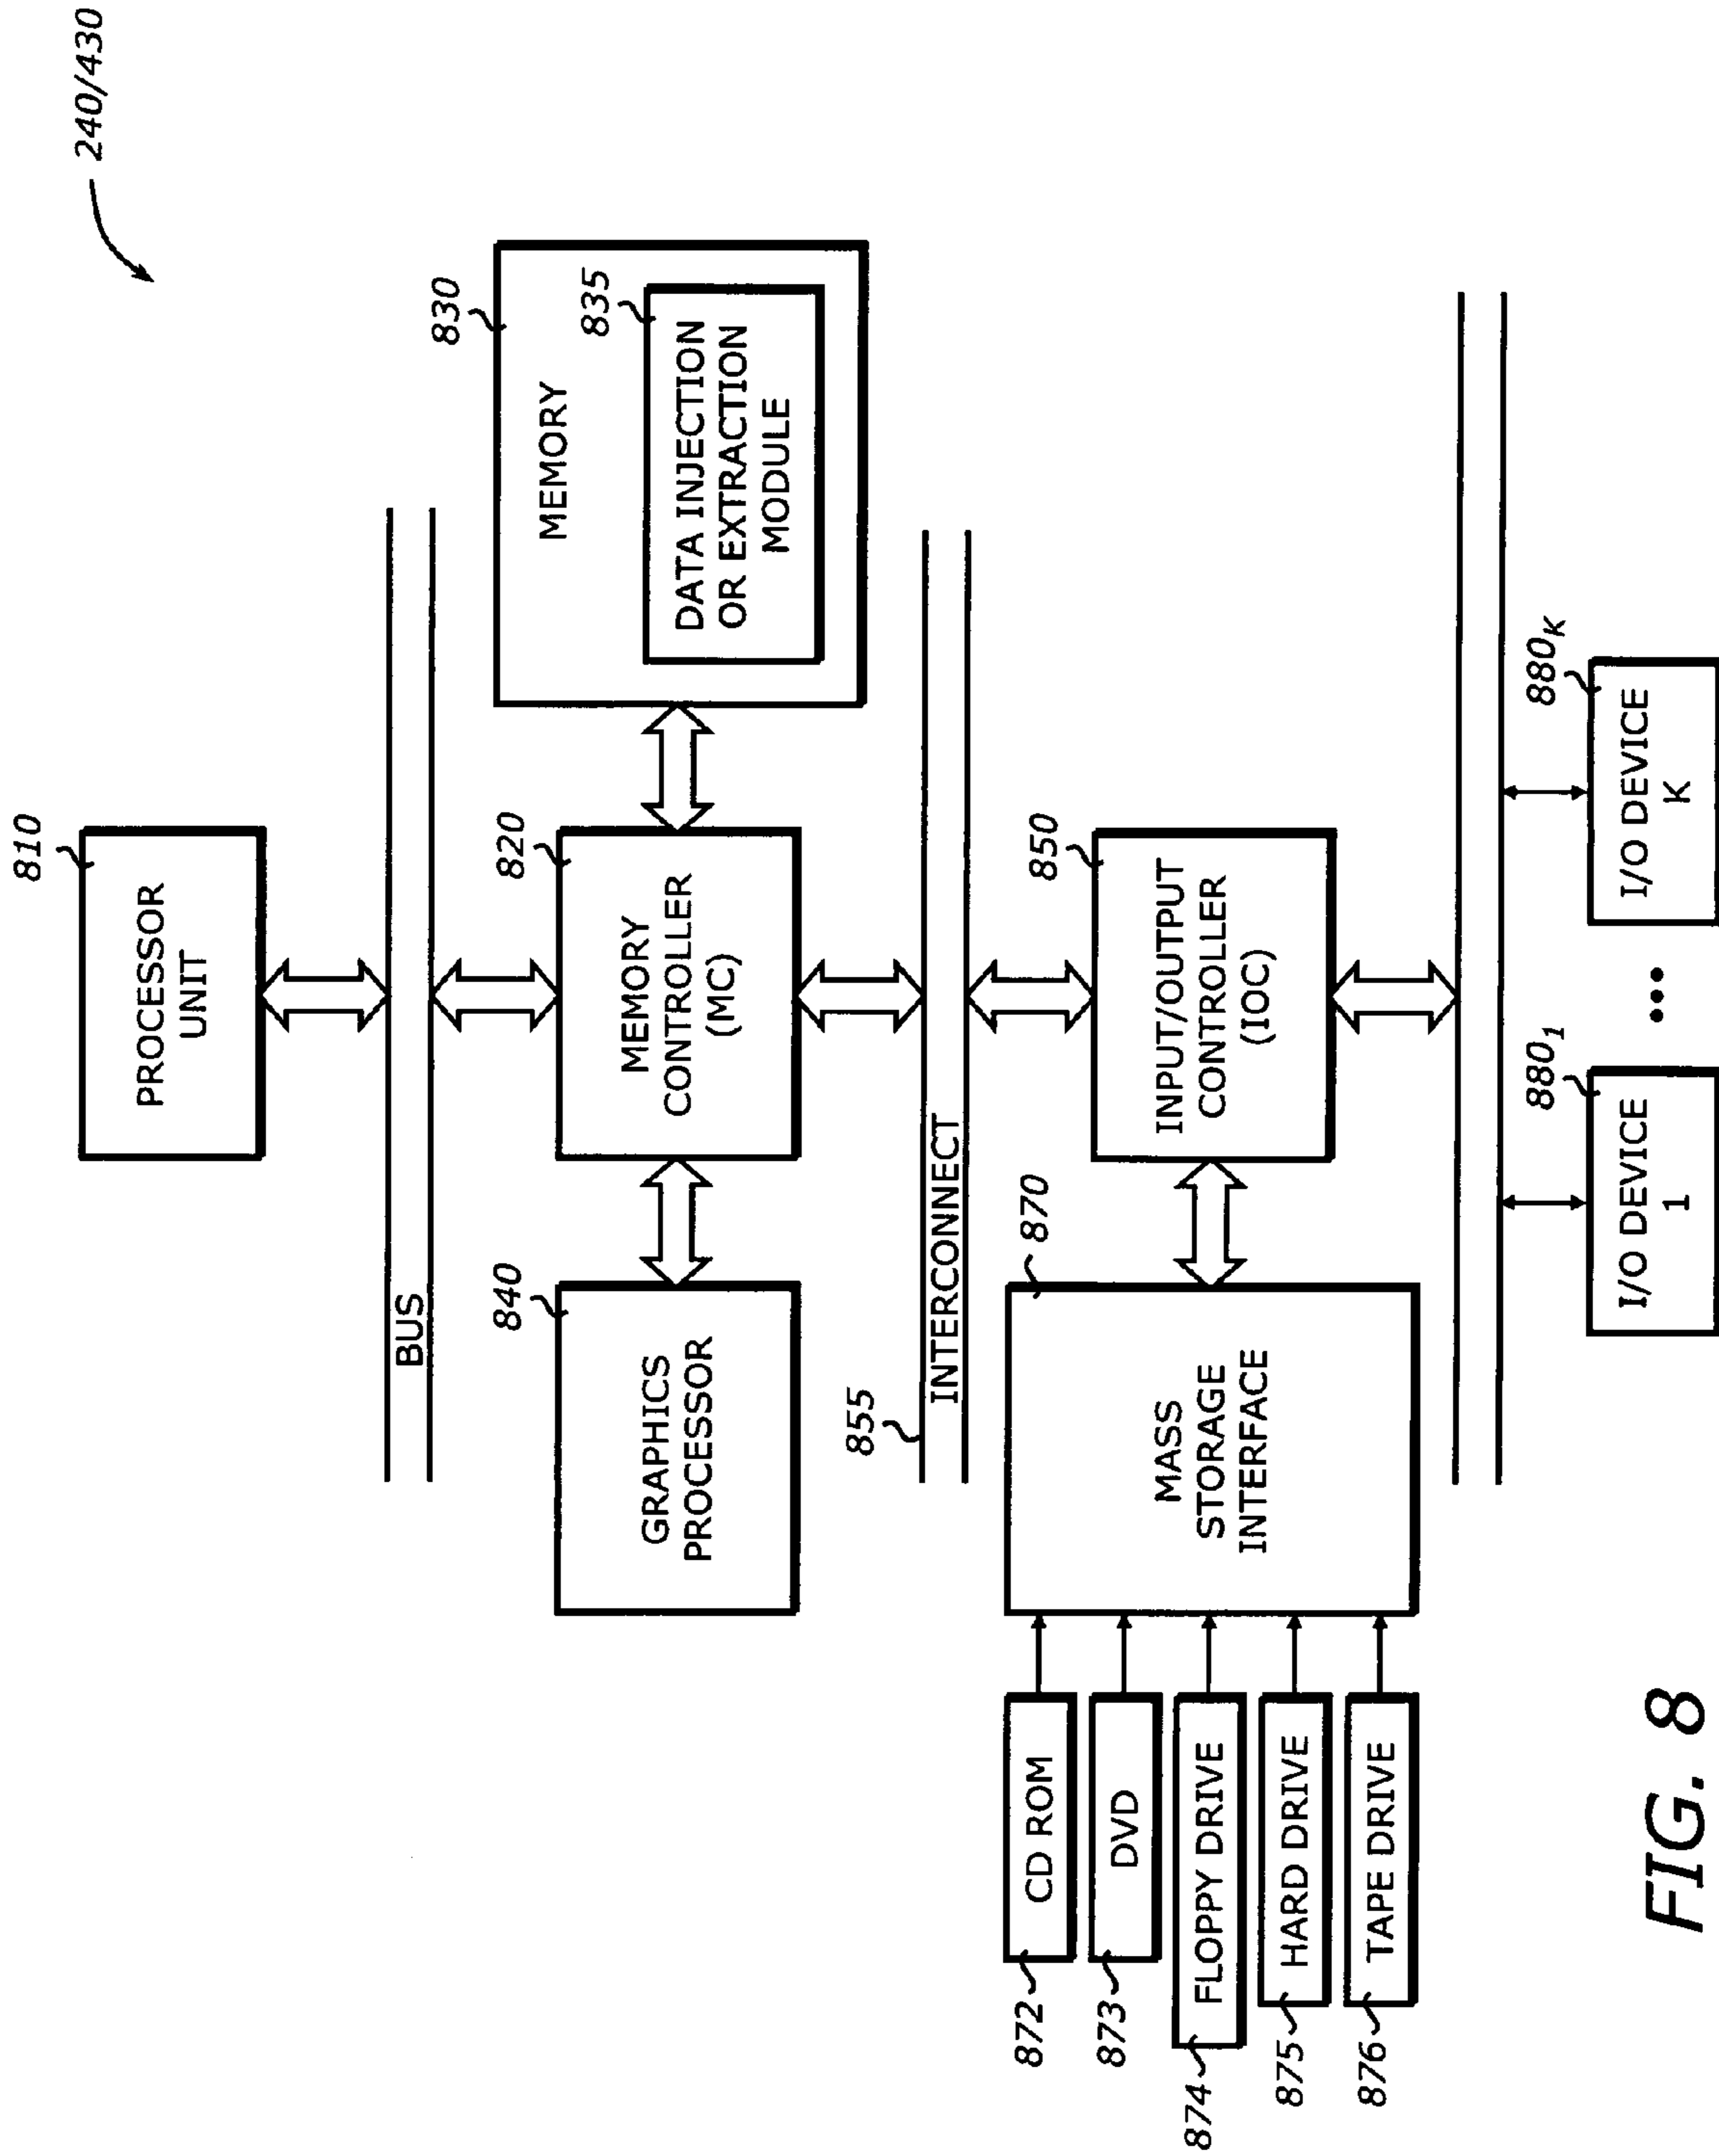 240/430
810
PROCESSOR
UNIT
BUS
840
GRAPHICS
PROCESSOR
820
MEMORY
CONTROLLER
(MC)
830
MEMORY
835
DATA INJECTION
OR EXTRACTION
MODULE
855
INTERCONNECT
870
MASS
STORAGE
INTERFACE
850
INPUT/OUTPUT
CONTROLLER
(IOC)
872
CD ROM
873
DVD
874
FLOPPY DRIVE
875
HARD DRIVE
876
TAPE DRIVE
880₁
I/O DEVICE
1
•••
880K
I/O DEVICE
K
FIG. 8